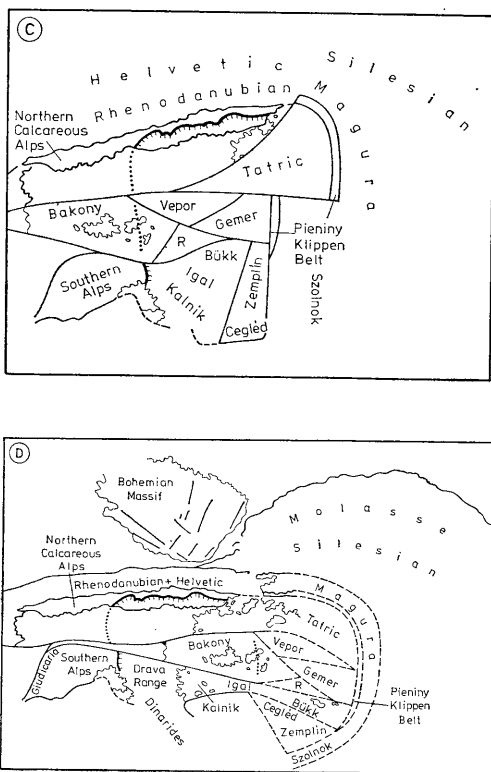 C
Helvetic
Silesian
Rhenodanubian
Magura
Northern
Calcareous
Alps
Tatric
Bakony
Vepor
Gemer
R
Bükk
Pieniny
Klippen
Belt
Igal
Zemplin
Szolnok
Southern
Alps
Kalnik
Cegléd
D
Bohemian
Massif
Molasse
Silesian
Northern
Calcareous
Alps
Rhenodanubian + Helvetic
Magura
Tatric
Bakony
Vepor
Giudicaria
Southern
Alps
Drava
Range
Gemer
Igal
R
Pieniny
Klippen
Belt
Kalnik
Bükk
Cegléd
Dinarides
Zemplin
Szolnok